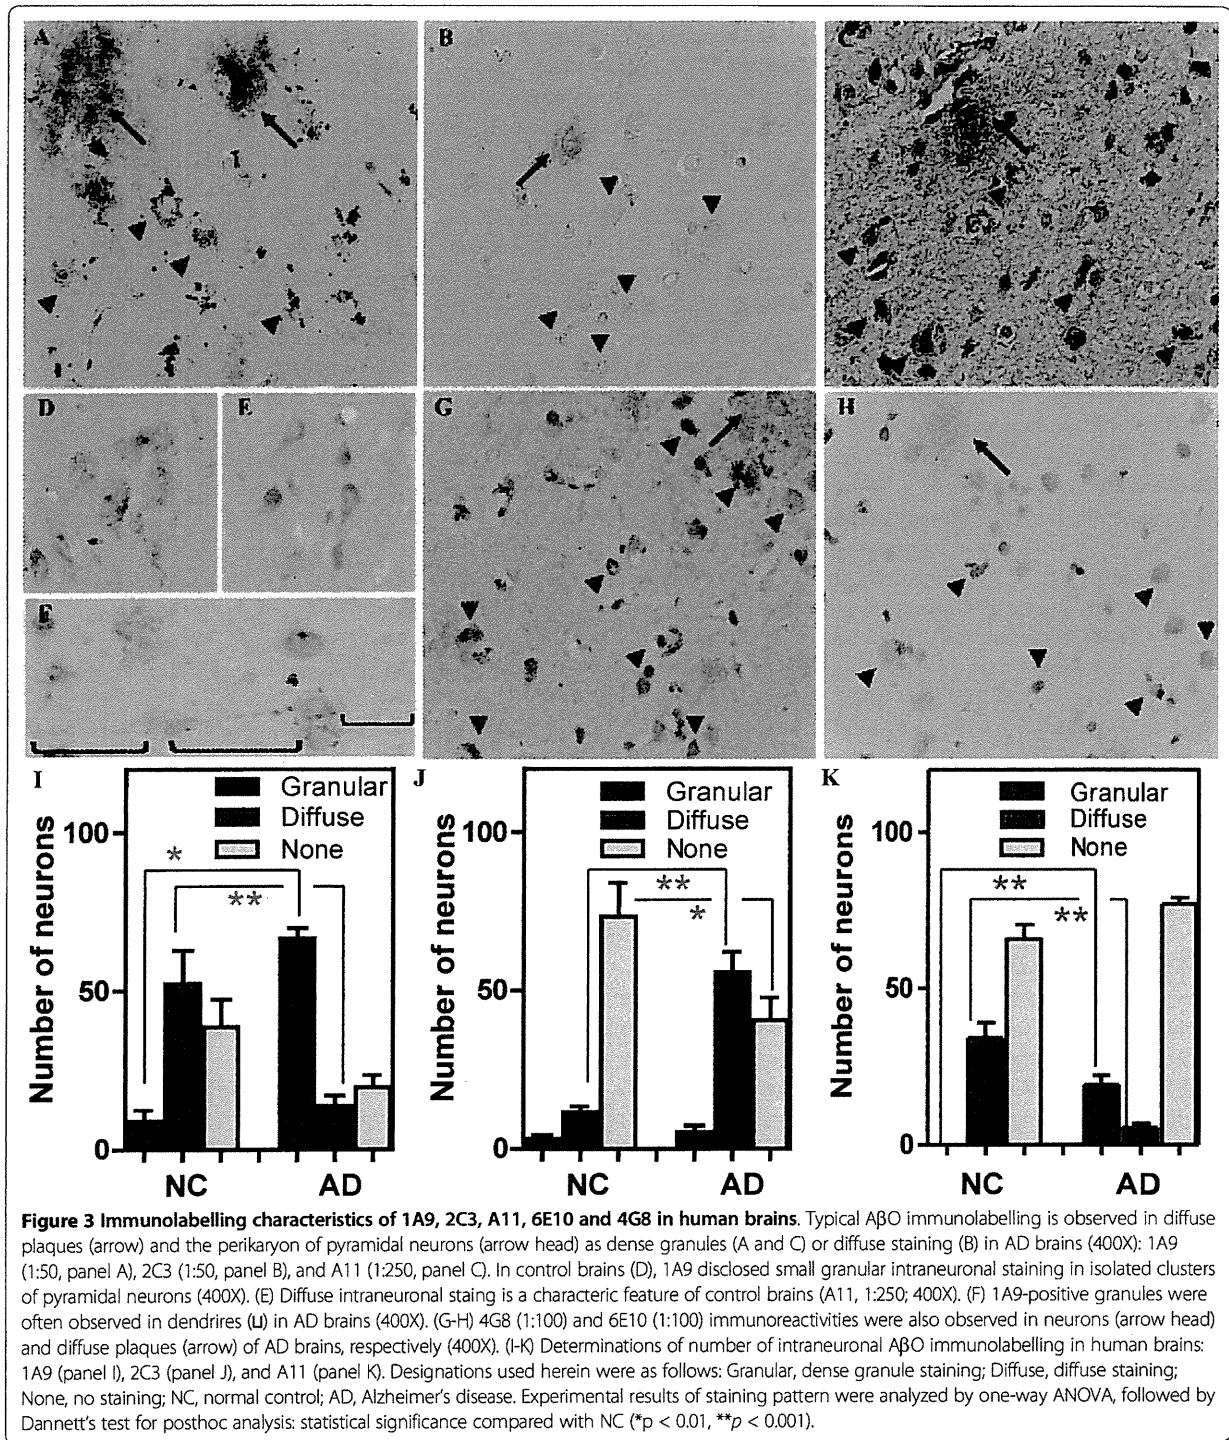 A
B
C
D
E
G
H
F
I
Granular
Diffuse
None
Number of neurons
100
50
0
*
**
NC
AD
J
Granular
Diffuse
None
Number of neurons
100
50
0
**
*
NC
AD
K
Granular
Diffuse
None
Number of neurons
100
50
0
**
**
NC
AD
Figure 3 Immunolabelling characteristics of 1A9, 2C3, A11, 6E10 and 4G8 in human brains. Typical AβO immunolabelling is observed in diffuse
plaques (arrow) and the perikaryon of pyramidal neurons (arrow head) as dense granules (A and C) or diffuse staining (B) in AD brains (400X): 1A9
(1:50, panel A), 2C3 (1:50, panel B), and A11 (1:250, panel C). In control brains (D), 1A9 disclosed small granular intraneuronal staining in isolated clusters
of pyramidal neurons (400X). (E) Diffuse intraneuronal staing is a characteric feature of control brains (A11, 1:250; 400X). (F) 1A9-positive granules were
often observed in dendrires (⊔) in AD brains (400X). (G-H) 4G8 (1:100) and 6E10 (1:100) immunoreactivities were also observed in neurons (arrow head)
and diffuse plaques (arrow) of AD brains, respectively (400X). (I-K) Determinations of number of intraneuronal AβO immunolabelling in human brains:
1A9 (panel I), 2C3 (panel J), and A11 (panel K). Designations used herein were as follows: Granular, dense granule staining; Diffuse, diffuse staining;
None, no staining; NC, normal control; AD, Alzheimer's disease. Experimental results of staining pattern were analyzed by one-way ANOVA, followed by
Dannett's test for posthoc analysis: statistical significance compared with NC (*p < 0.01, **p < 0.001).